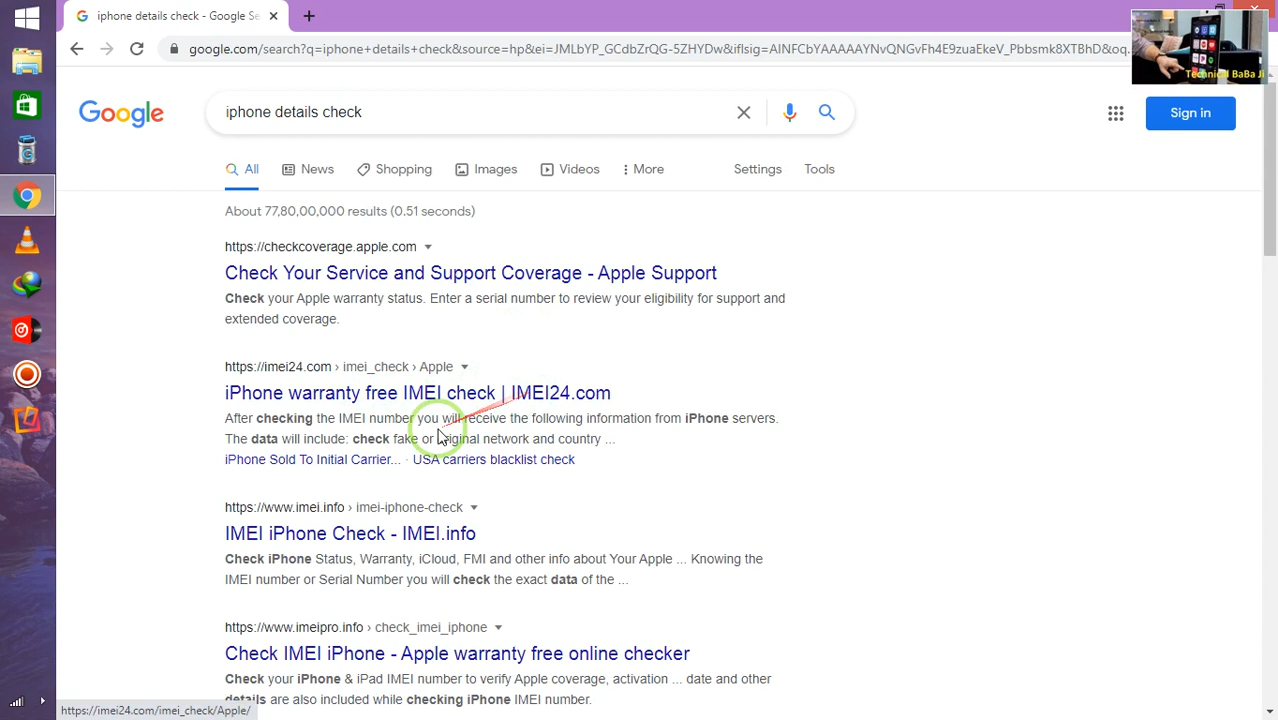 iphone details check - Google Se
google.com/search?q=iphone+details+check&source=hp&ei=JMLbYP_GCdbZrQG-5ZHYDw&iflsig=AINFCbYAAAAAYNvQNGvFh4E9zuaEkeV_Pbbsmk8XTBhD&oq.
Technical BaBa Ji
Google
iphone details check
Sign in
All
News
Shopping
Images
Videos
More
Settings
Tools
About 77,80,00,000 results (0.51 seconds)
https://checkcoverage.apple.com
Check Your Service and Support Coverage - Apple Support
Check your Apple warranty status. Enter a serial number to review your eligibility for support and
extended coverage.
https://imei24.com › imei_check › Apple
iPhone warranty free IMEI check | IMEI24.com
After checking the IMEI number you will receive the following information from iPhone servers.
The data will include: check fake or original network and country ...
iPhone Sold To Initial Carrier... · USA carriers blacklist check
https://www.imei.info › imei-iphone-check
IMEI iPhone Check - IMEI.info
Check iPhone Status, Warranty, iCloud, FMI and other info about Your Apple ... Knowing the
IMEI number or Serial Number you will check the exact data of the ...
https://www.imeipro.info › check_imei_iphone
Check IMEI iPhone - Apple warranty free online checker
Check your iPhone & iPad IMEI number to verify Apple coverage, activation ... date and other
details are also included while checking iPhone IMEI number.
https://imei24.com/imei_check/Apple/